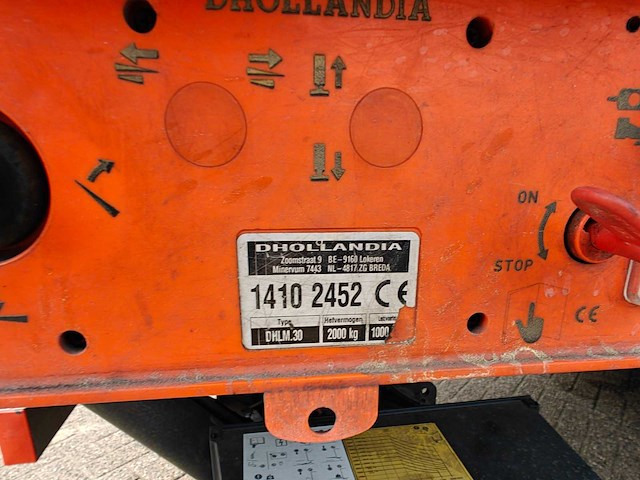 DHOLLANDIA
ON
STOP
DHOLLANDIA
Zoomstraat 9 BE-9160 Lokeren
Minervum 7443 NL-4817 ZG BREDA
1410 2452 CE
Type Hefvermogen
DHLM.30 2000 kg 1000
CE